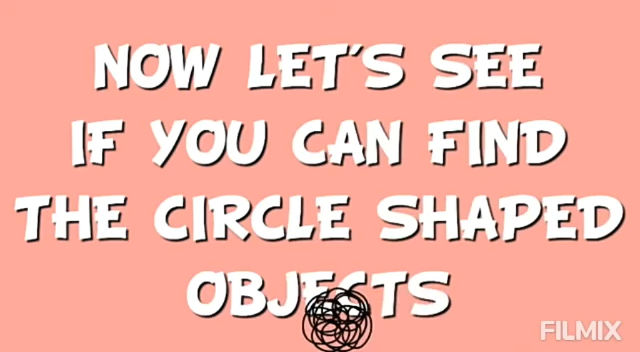 NOW LET'S SEE
IF YOU CAN FIND
THE CIRCLE SHAPED
OBJECTS
FILMIX